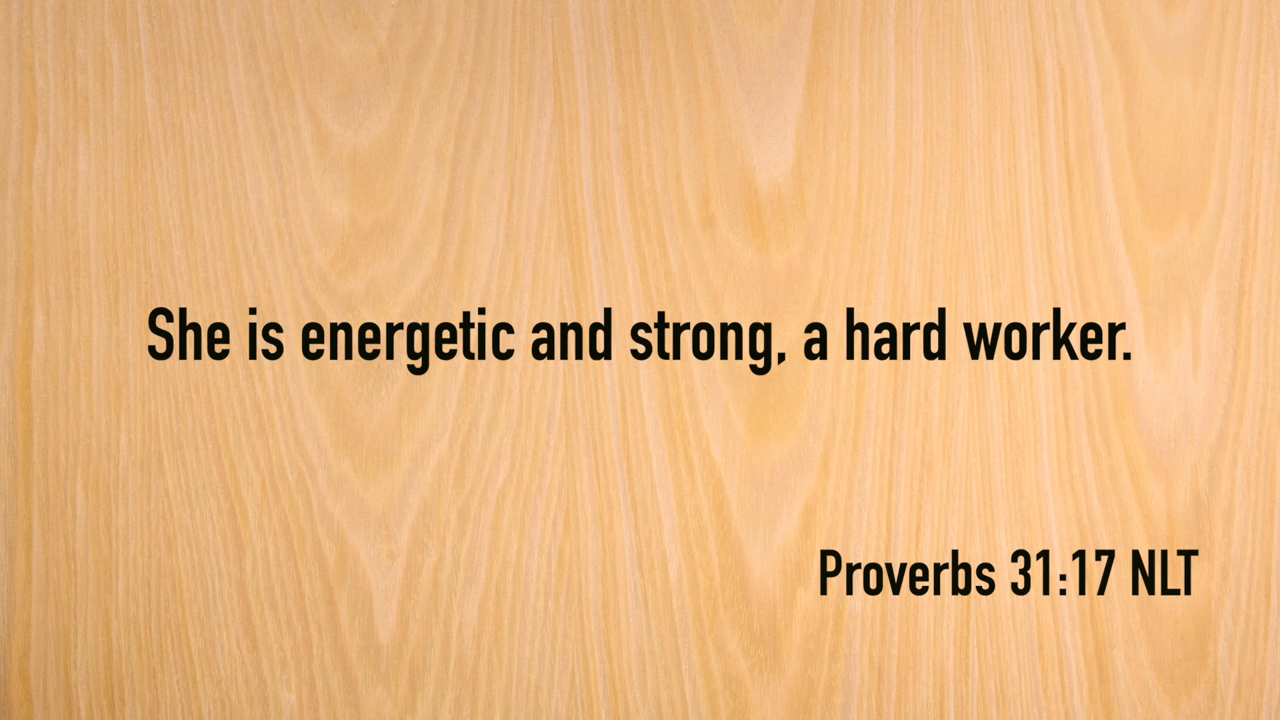 She is energetic and strong, a hard worker.
Proverbs 31:17 NLT